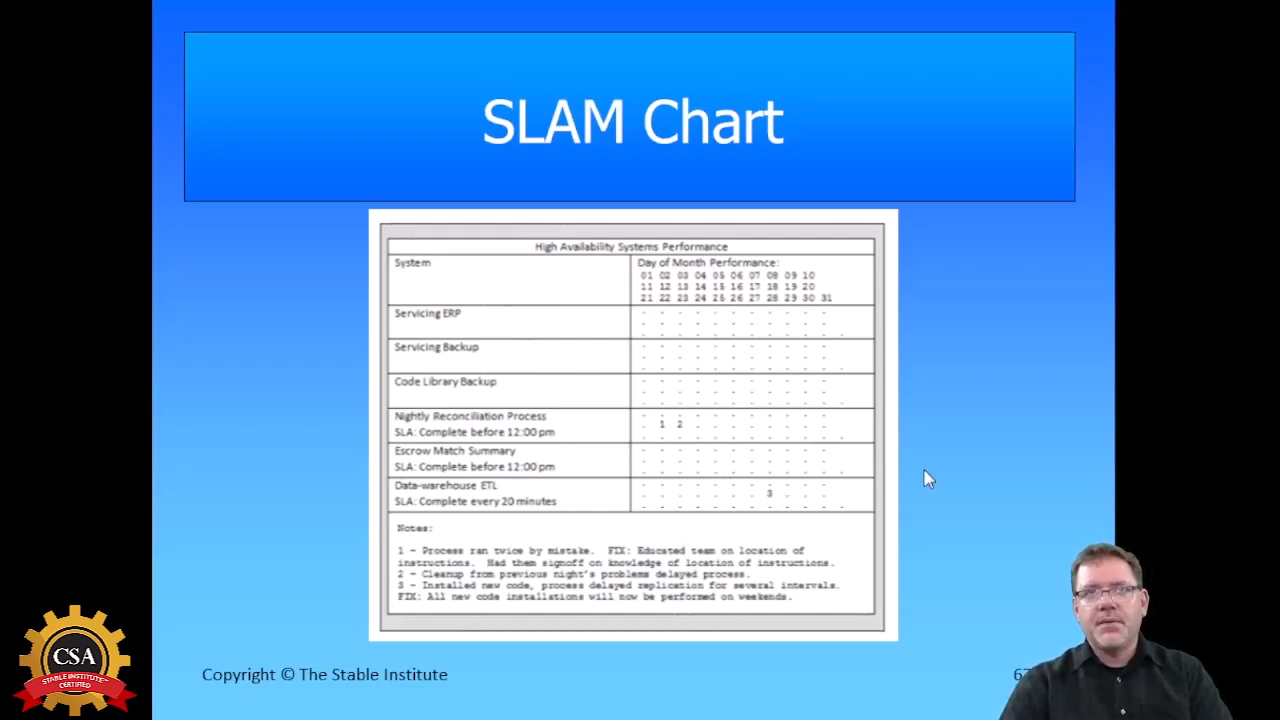 SLAM Chart
High Availability Systems Performance
System
Day of Month Performance:
01 02 03 04 05 06 07 08 09 10
11 12 13 14 15 16 17 18 19 20
21 22 23 24 25 26 27 28 29 30 31
Servicing ERP
Servicing Backup
Code Library Backup
Nightly Reconciliation Process
SLA: Complete before 12:00 pm
1 2
Escrow Match Summary
SLA: Complete before 12:00 pm
Data-warehouse ETL
SLA: Complete every 20 minutes
3
Notes:
1 - Process ran twice by mistake. FIX: Educated team on location of
instructions. Had them signoff on knowledge of location of instructions.
2 - Cleanup from previous night's problems delayed process.
3 - Installed new code, process delayed replication for several intervals.
FIX: All new code installations will now be performed on weekends.
CSA
STABLE INSTITUTE™
CERTIFIED
Copyright © The Stable Institute
67